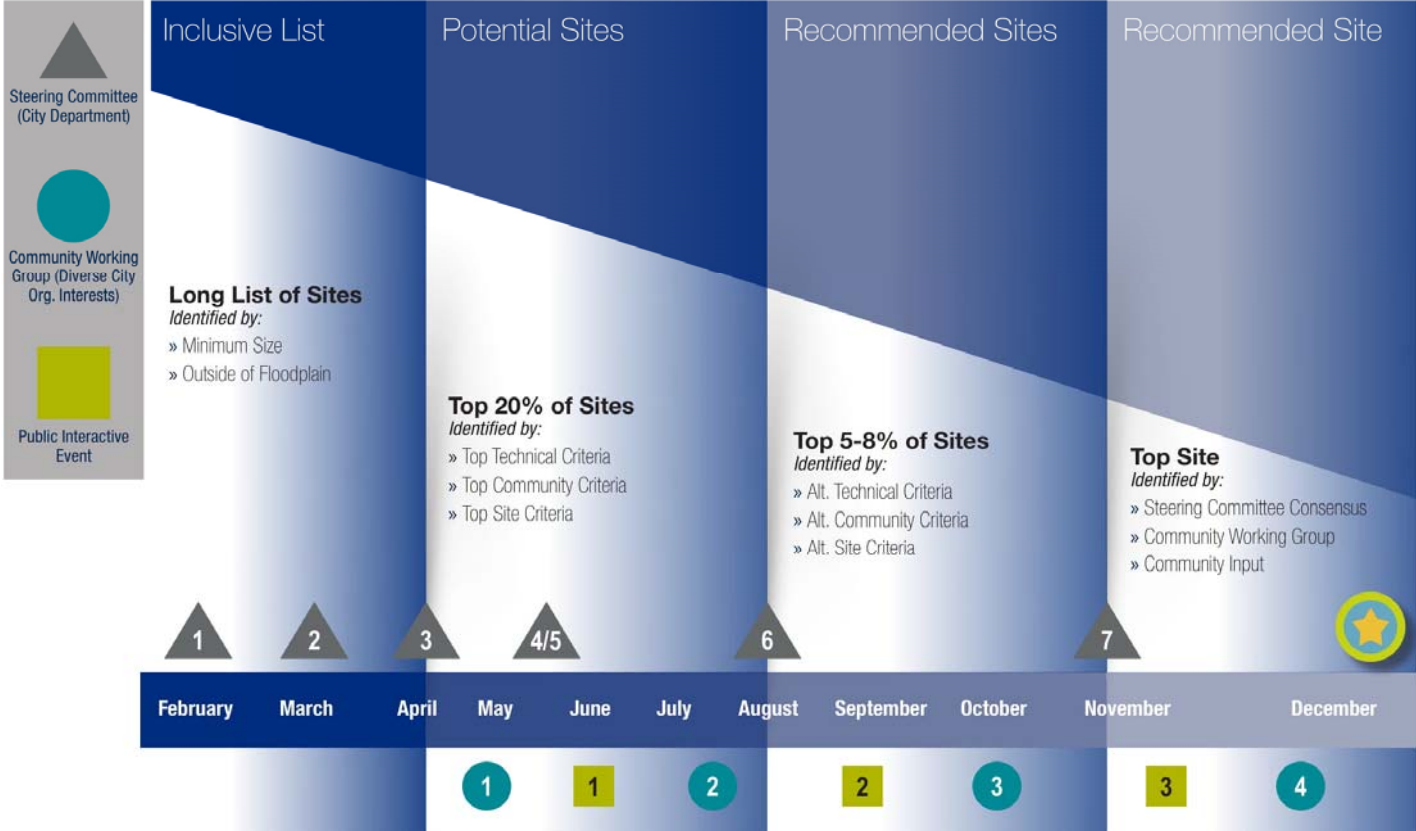 Inclusive List
Potential Sites
Recommended Sites
Recommended Site
Steering Committee
(City Department)
Community Working
Group (Diverse City
Org. Interests)
Public Interactive
Event
Long List of Sites
Identified by:
» Minimum Size
» Outside of Floodplain
Top 20% of Sites
Identified by:
» Top Technical Criteria
» Top Community Criteria
» Top Site Criteria
Top 5-8% of Sites
Identified by:
» Alt. Technical Criteria
» Alt. Community Criteria
» Alt. Site Criteria
Top Site
Identified by:
» Steering Committee Consensus
» Community Working Group
» Community Input
1 2 3 4/5 6 7
February March April May June July August September October November December
1 1 2 2 3 3 4